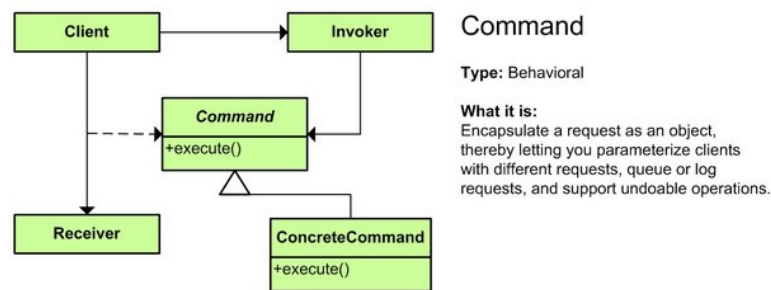 Client
Invoker
Command
+execute()
Receiver
ConcreteCommand
+execute()
Command
Type: Behavioral
What it is:
Encapsulate a request as an object,
thereby letting you parameterize clients
with different requests, queue or log
requests, and support undoable operations.